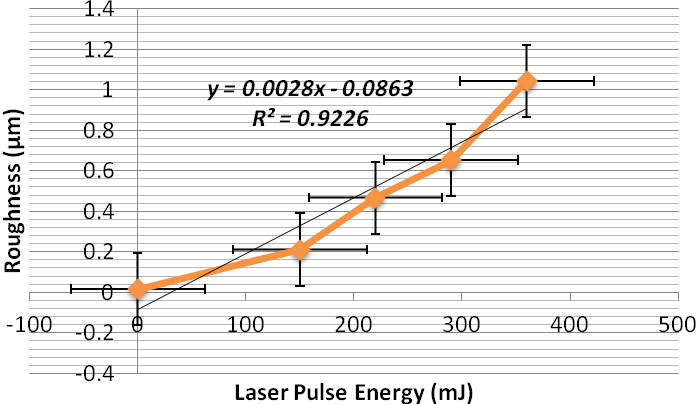 1.4
1.2
1
0.8
0.6
0.4
0.2
0
-0.2
-0.4
y = 0.0028x - 0.0863
R² = 0.9226
Roughness (µm)
-100 0 100 200 300 400 500
Laser Pulse Energy (mJ)